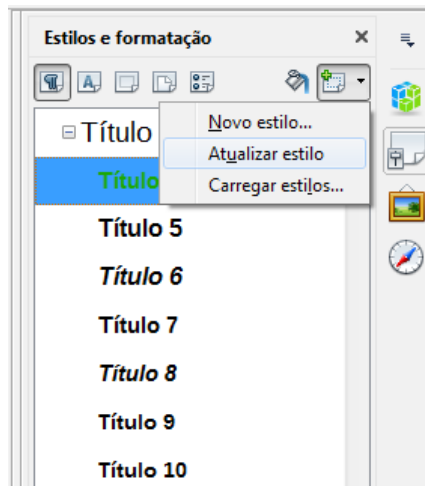 Estilos e formatação
Novo estilo...
Título
Atualizar estilo
Título
Carregar estilos...
Título 5
Título 6
Título 7
Título 8
Título 9
Título 10